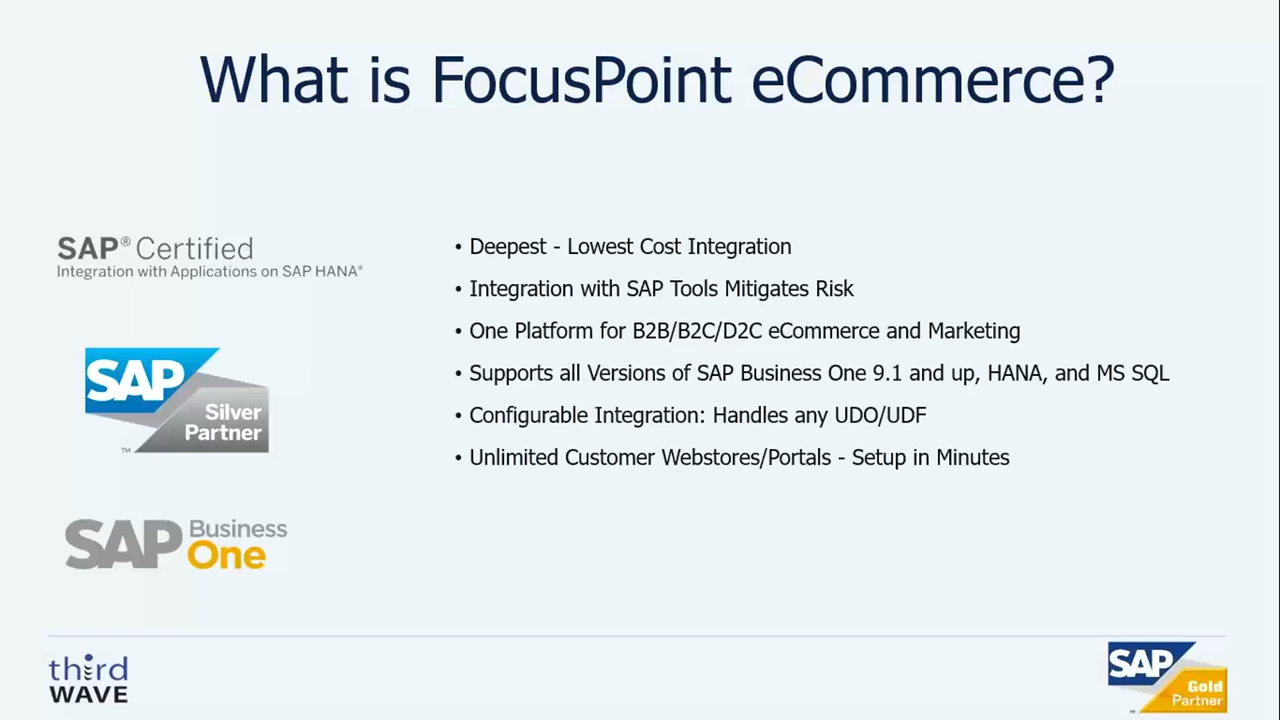 What is FocusPoint eCommerce?
SAP® Certified
Integration with Applications on SAP HANA®
SAP
Silver
Partner
™
SAP Business
One
• Deepest - Lowest Cost Integration
• Integration with SAP Tools Mitigates Risk
• One Platform for B2B/B2C/D2C eCommerce and Marketing
• Supports all Versions of SAP Business One 9.1 and up, HANA, and MS SQL
• Configurable Integration: Handles any UDO/UDF
• Unlimited Customer Webstores/Portals - Setup in Minutes
third
WAVE
SAP
Gold
Partner
™